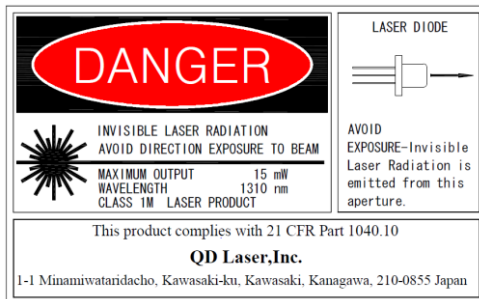 DANGER
INVISIBLE LASER RADIATION
AVOID DIRECTION EXPOSURE TO BEAM
MAXIMUM OUTPUT 15 mW
WAVELENGTH 1310 nm
CLASS 1M LASER PRODUCT
LASER DIODE
AVOID
EXPOSURE-Invisible
Laser Radiation is
emitted from this
aperture.
This product complies with 21 CFR Part 1040.10
QD Laser,Inc.
1-1 Minamiwataridacho, Kawasaki-ku, Kawasaki, Kanagawa, 210-0855 Japan